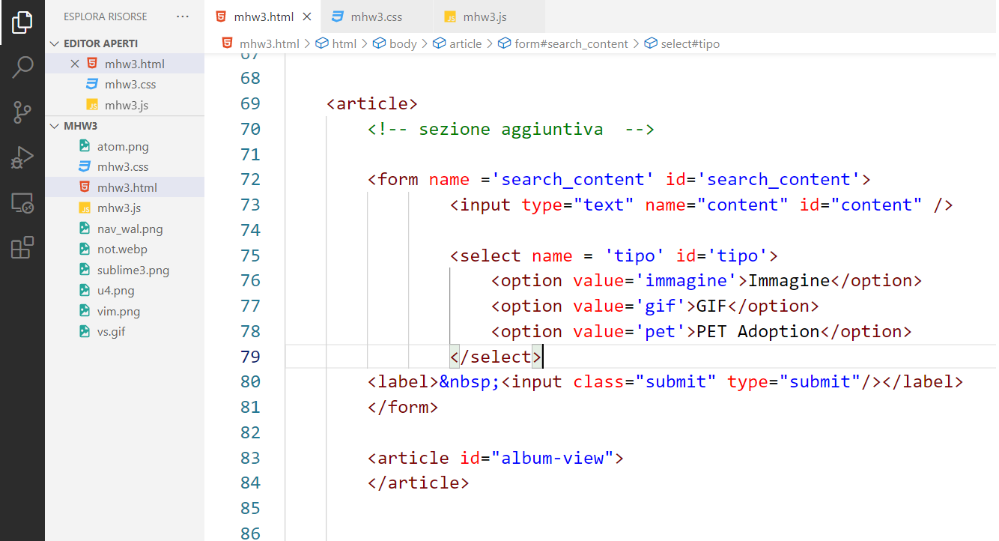 ESPLORA RISORSE ···
EDITOR APERTI
mhw3.html
mhw3.css
JS mhw3.js
MHW3
atom.png
mhw3.css
mhw3.html
JS mhw3.js
nav_wal.png
not.webp
sublime3.png
u4.png
vim.png
vs.gif
mhw3.html mhw3.css JS mhw3.js
mhw3.html > html > body > article > form#search_content > select#tipo
67
68
69 <article>
70 <!-- sezione aggiuntiva  -->
71
72 <form name ='search_content' id='search_content'>
73 <input type="text" name="content" id="content" />
74
75 <select name = 'tipo' id='tipo'>
76 <option value='immagine'>Immagine</option>
77 <option value='gif'>GIF</option>
78 <option value='pet'>PET Adoption</option>
79 </select>
80 <label>&nbsp;<input class="submit" type="submit"/></label>
81 </form>
82
83 <article id="album-view">
84 </article>
85
86